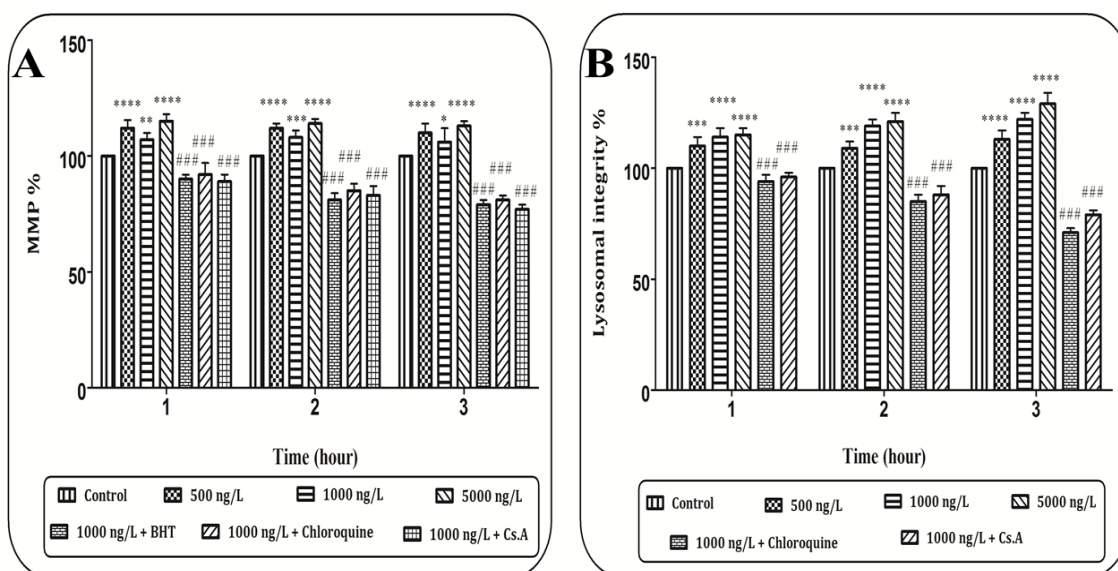 A
MMP %
150
100
50
0
**** ** **** ### ### ###
**** *** **** ### ### ###
**** * **** ### ### ###
1 2 3
Time (hour)
Control 500 ng/L 1000 ng/L 5000 ng/L
1000 ng/L + BHT 1000 ng/L + Chloroquine 1000 ng/L + Cs.A
B
Lysosomal integrity %
150
100
50
0
*** **** **** ### ###
*** **** **** ### ###
**** **** **** ### ###
1 2 3
Time (hour)
Control 500 ng/L 1000 ng/L 5000 ng/L
1000 ng/L + Chloroquine 1000 ng/L + Cs.A